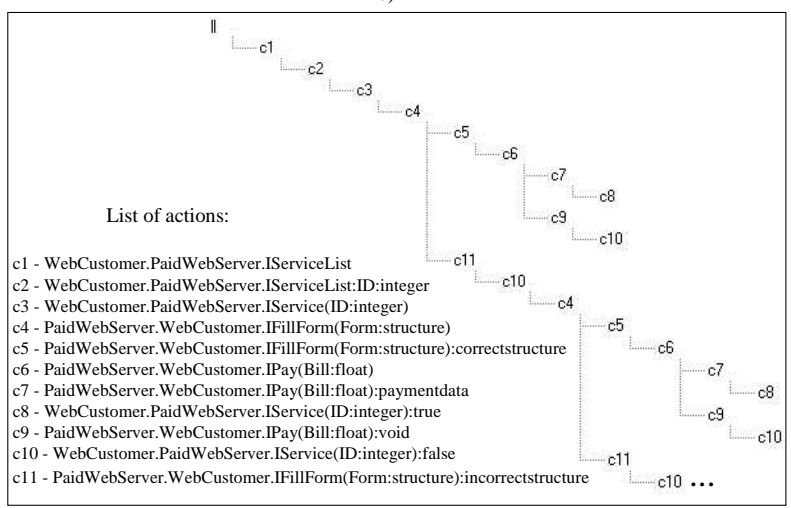 ||
c1
c2
c3
c4
c5
c6
c7
c8
c9
c10
c11
c10
c4
c5
c6
c7
c8
c9
c10
c11
c10 ...
List of actions:
c1 - WebCustomer.PaidWebServer.IServiceList
c2 - WebCustomer.PaidWebServer.IServiceList:ID:integer
c3 - WebCustomer.PaidWebServer.IService(ID:integer)
c4 - PaidWebServer.WebCustomer.IFillForm(Form:structure)
c5 - PaidWebServer.WebCustomer.IFillForm(Form:structure):correctstructure
c6 - PaidWebServer.WebCustomer.IPay(Bill:float)
c7 - PaidWebServer.WebCustomer.IPay(Bill:float):paymentdata
c8 - WebCustomer.PaidWebServer.IService(ID:integer):true
c9 - PaidWebServer.WebCustomer.IPay(Bill:float):void
c10 - WebCustomer.PaidWebServer.IService(ID:integer):false
c11 - PaidWebServer.WebCustomer.IFillForm(Form:structure):incorrectstructure